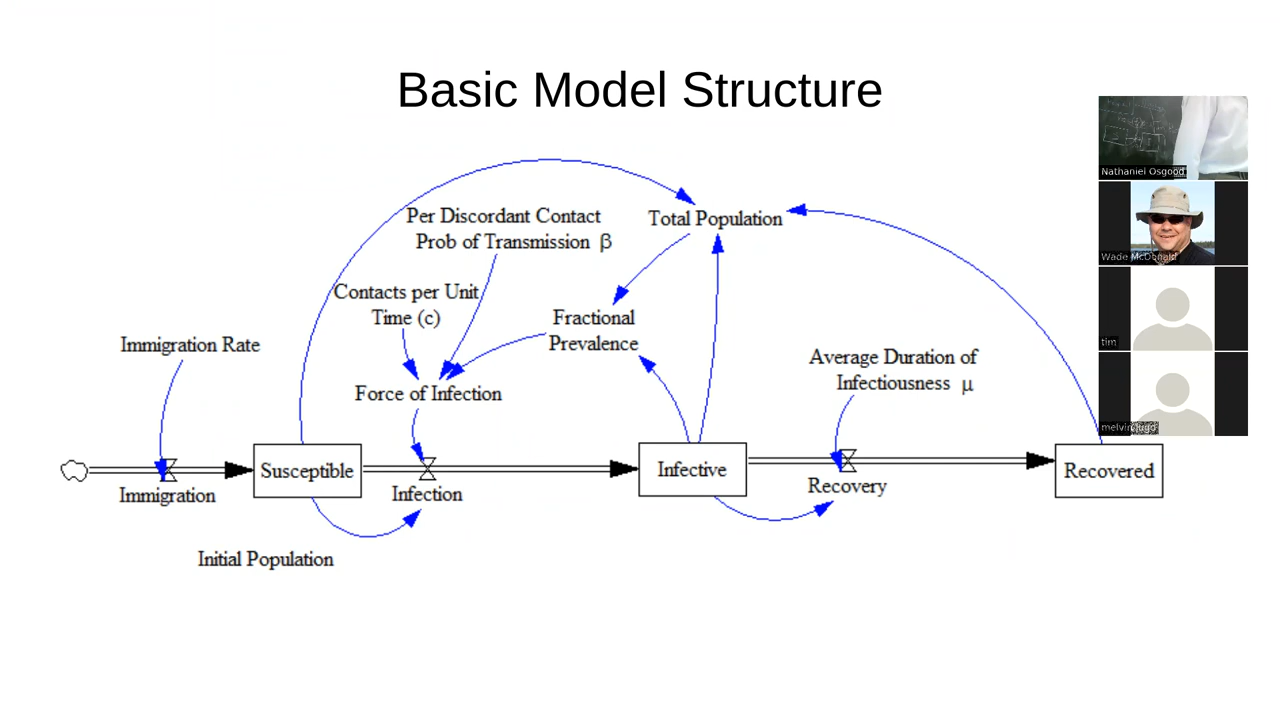 Basic Model Structure
Per Discordant Contact
Prob of Transmission β
Total Population
Contacts per Unit
Time (c)
Fractional
Prevalence
Immigration Rate
Average Duration of
Infectiousness μ
Force of Infection
Susceptible
Infective
Recovered
Immigration
Infection
Recovery
Initial Population
Nathaniel Osgood
Wade McDonald
tim